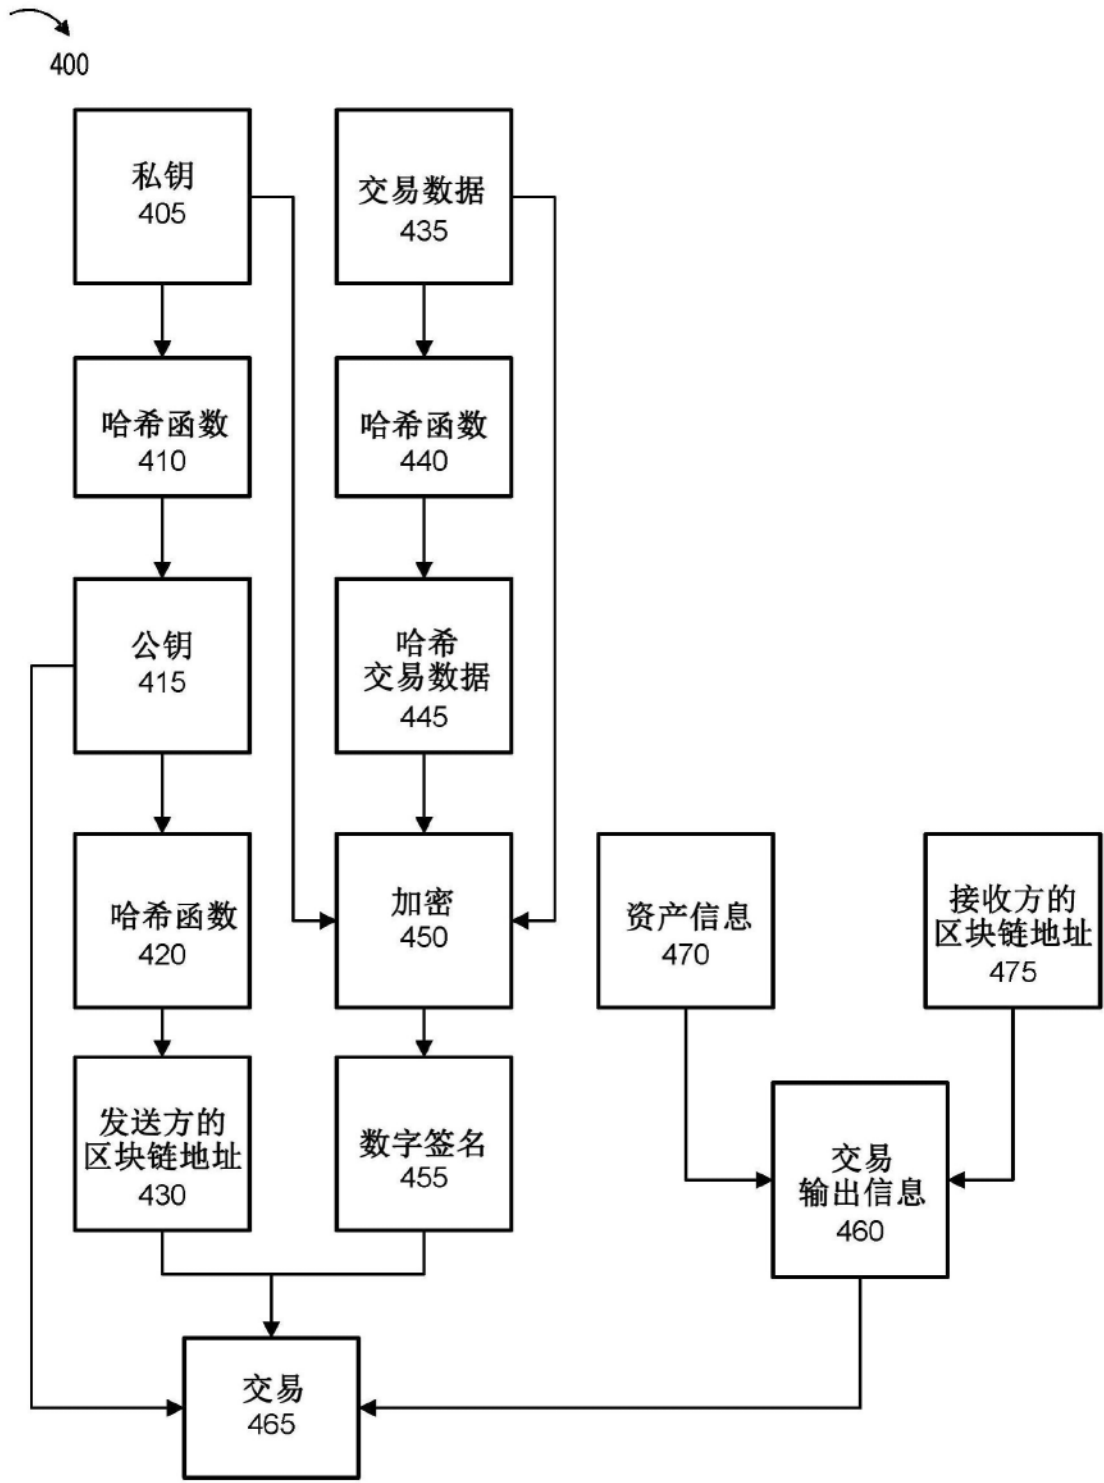 400
私钥
405
交易数据
435
哈希函数
410
哈希函数
440
公钥
415
哈希
交易数据
445
哈希函数
420
加密
450
资产信息
470
接收方的
区块链地址
475
发送方的
区块链地址
430
数字签名
455
交易
输出信息
460
交易
465